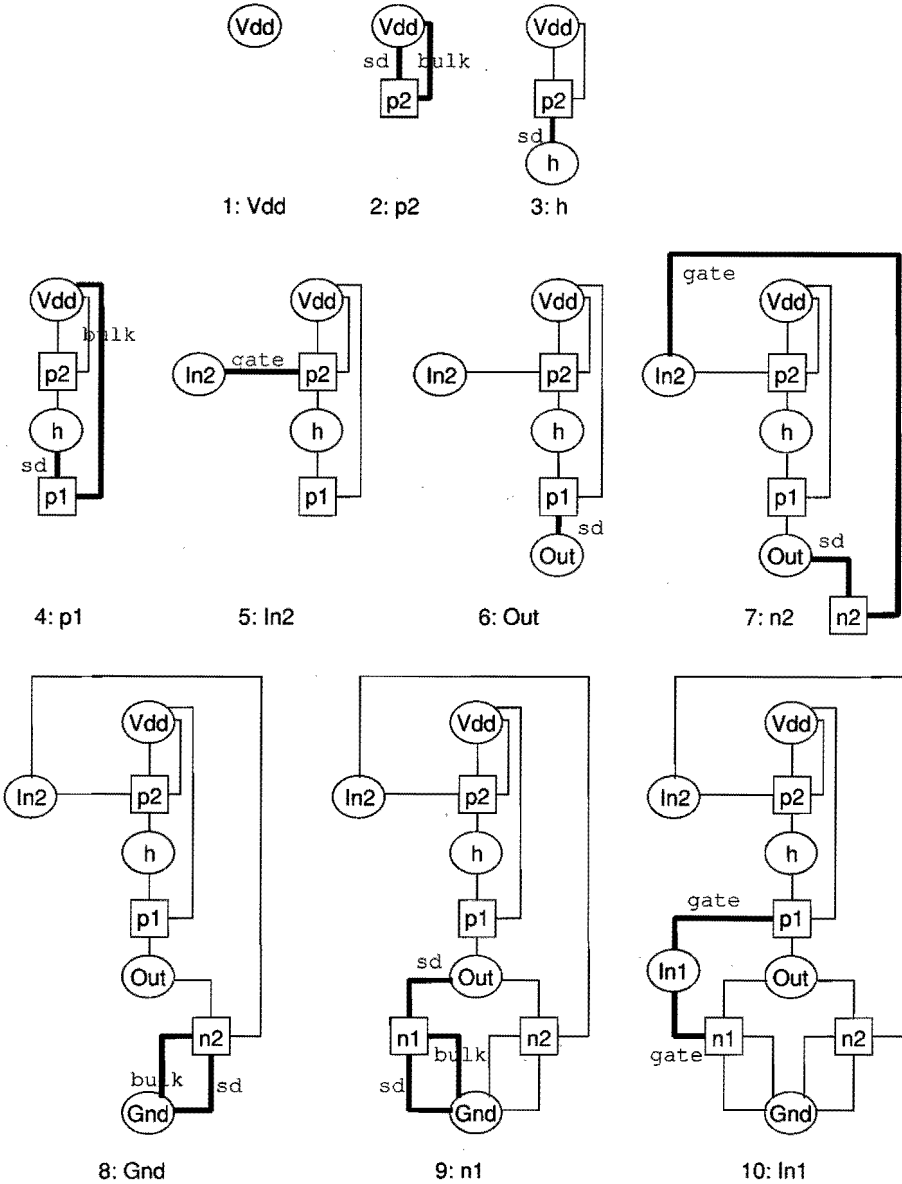 Vdd
Vdd
Vdd
sd
bulk
p2
p2
sd
h
1: Vdd
2: p2
3: h
gate
Vdd
Vdd
Vdd
Vdd
bulk
gate
p2
In2
p2
In2
p2
In2
p2
h
h
h
h
sd
p1
p1
p1
p1
sd
Out
Out
sd
4: p1
5: In2
6: Out
7: n2
n2
Vdd
Vdd
Vdd
In2
p2
In2
p2
In2
p2
h
h
h
gate
p1
p1
p1
sd
Out
Out
In1
Out
n2
n1
n2
n1
n2
bulk
sd
bulk
sd
gate
Gnd
Gnd
Gnd
8: Gnd
9: n1
10: In1